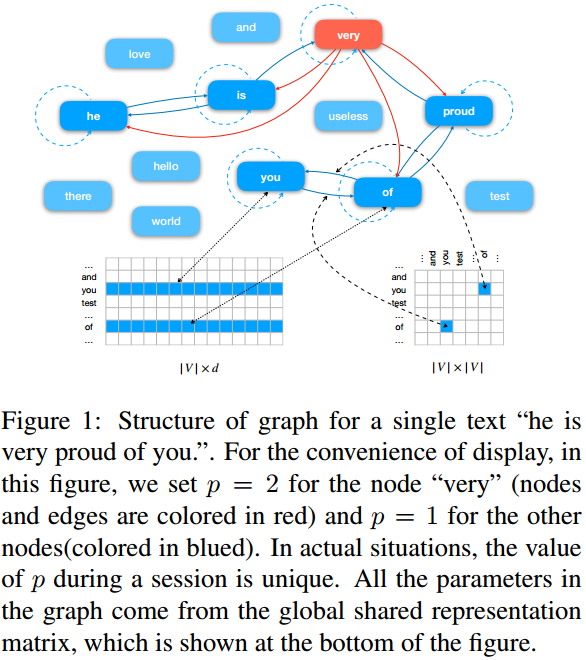 and
very
love
is
he
useless
proud
hello
you
of
there
test
world
... and you test ... of ...
...
and
you
test
...
of
...
...
and
you
test
...
of
...
|V|×d
|V|×|V|
Figure 1: Structure of graph for a single text “he is
very proud of you.”. For the convenience of display, in
this figure, we set p = 2 for the node “very” (nodes
and edges are colored in red) and p = 1 for the other
nodes(colored in blued). In actual situations, the value
of p during a session is unique. All the parameters in
the graph come from the global shared representation
matrix, which is shown at the bottom of the figure.